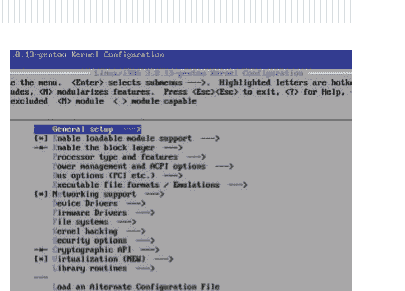 .8.13-gentoo Kernel Configuration
Linux/x86 3.8.13-gentoo Kernel Configuration
e the menu. <Enter> selects submenus --->. Highlighted letters are hotk
udes, <M> modularizes features. Press <Esc><Esc> to exit, <?> for Help,
excluded <M> module < > module capable
General setup --->
[*] Enable loadable module support --->
-*- Enable the block layer --->
Processor type and features --->
Power management and ACPI options --->
Bus options (PCI etc.) --->
Executable file formats / Emulations --->
[*] Networking support --->
Device Drivers --->
Firmware Drivers --->
File systems --->
Kernel hacking --->
Security options --->
-*- Cryptographic API --->
[*] Virtualization (NEW) --->
Library routines --->
---
Load an Alternate Configuration File